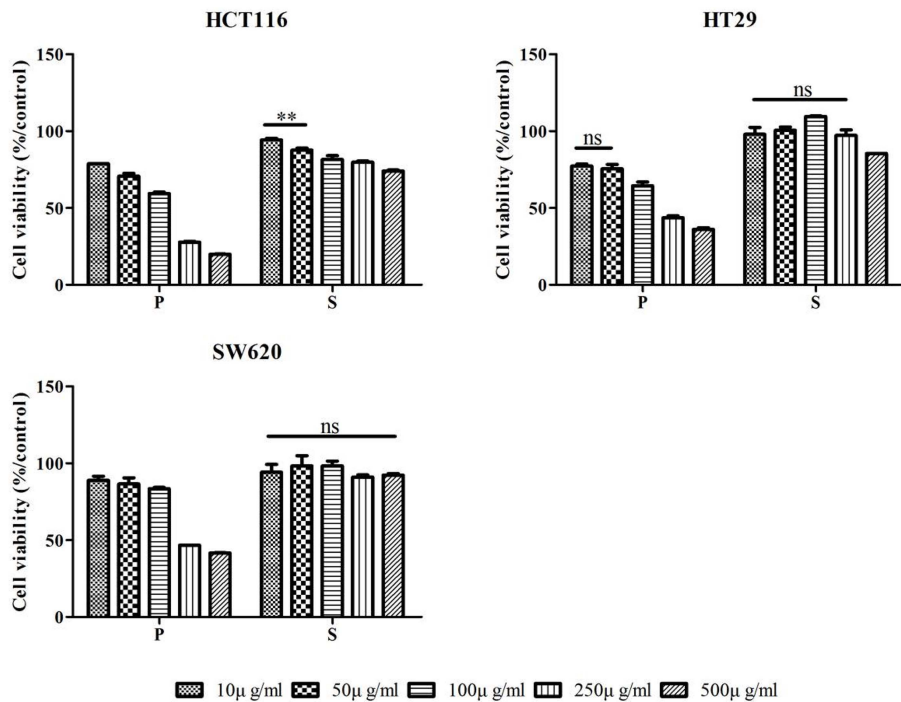 HCT116
Cell viability (%/control)
150
100
50
0
**
P
S
HT29
Cell viability (%/control)
150
100
50
0
ns
ns
P
S
SW620
Cell viability (%/control)
150
100
50
0
ns
P
S
10μ g/ml 50μ g/ml 100μ g/ml 250μ g/ml 500μ g/ml